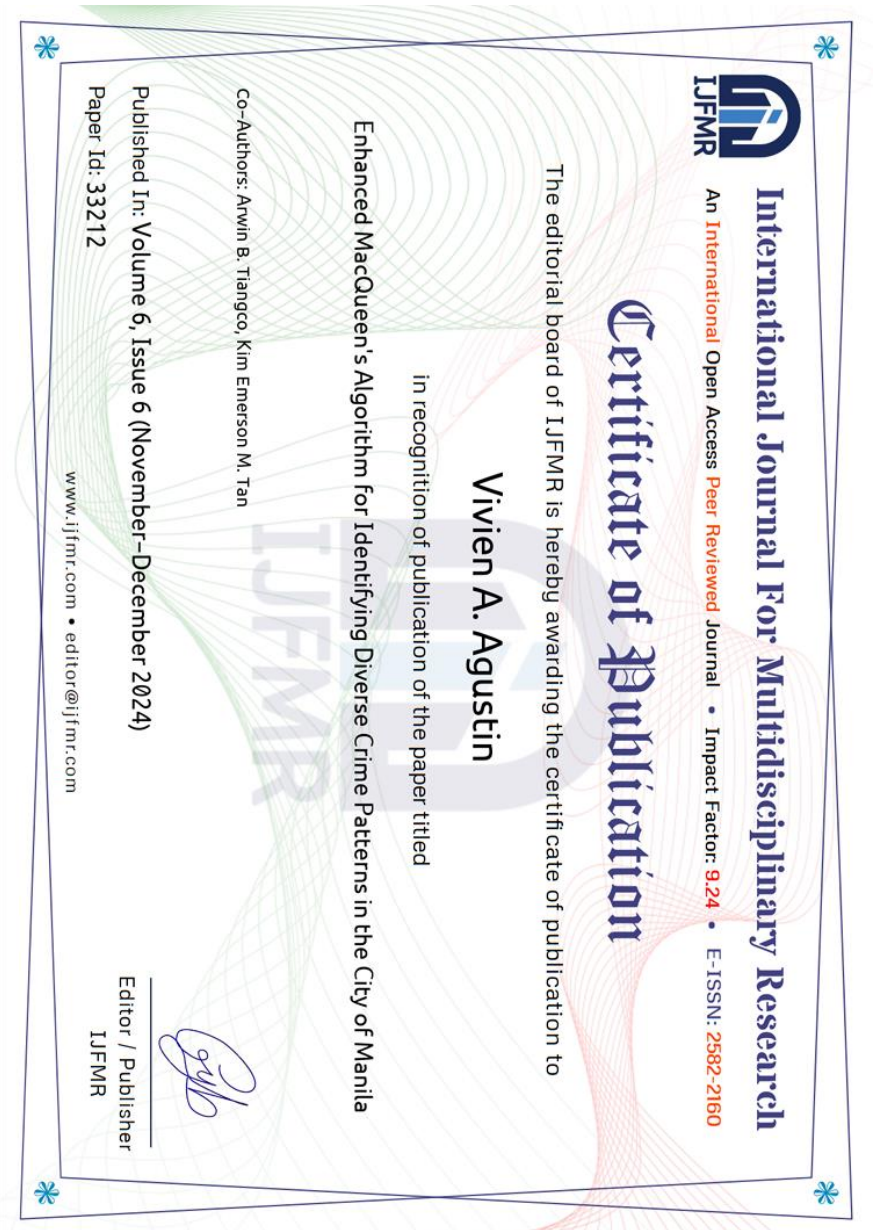 IJFMR
International Journal For Multidisciplinary Research
An International Open Access Peer Reviewed Journal • Impact Factor: 9.24 • E-ISSN: 2582-2160
Certificate of Publication
The editorial board of IJFMR is hereby awarding the certificate of publication to
Vivien A. Agustin
in recognition of publication of the paper titled
Enhanced MacQueen's Algorithm for Identifying Diverse Crime Patterns in the City of Manila
IJFMR
Co-Authors: Arwin B. Tiangco, Kim Emerson M. Tan
Published In: Volume 6, Issue 6 (November-December 2024)
Paper Id: 33212
Editor / Publisher
IJFMR
www.ijfmr.com • editor@ijfmr.com